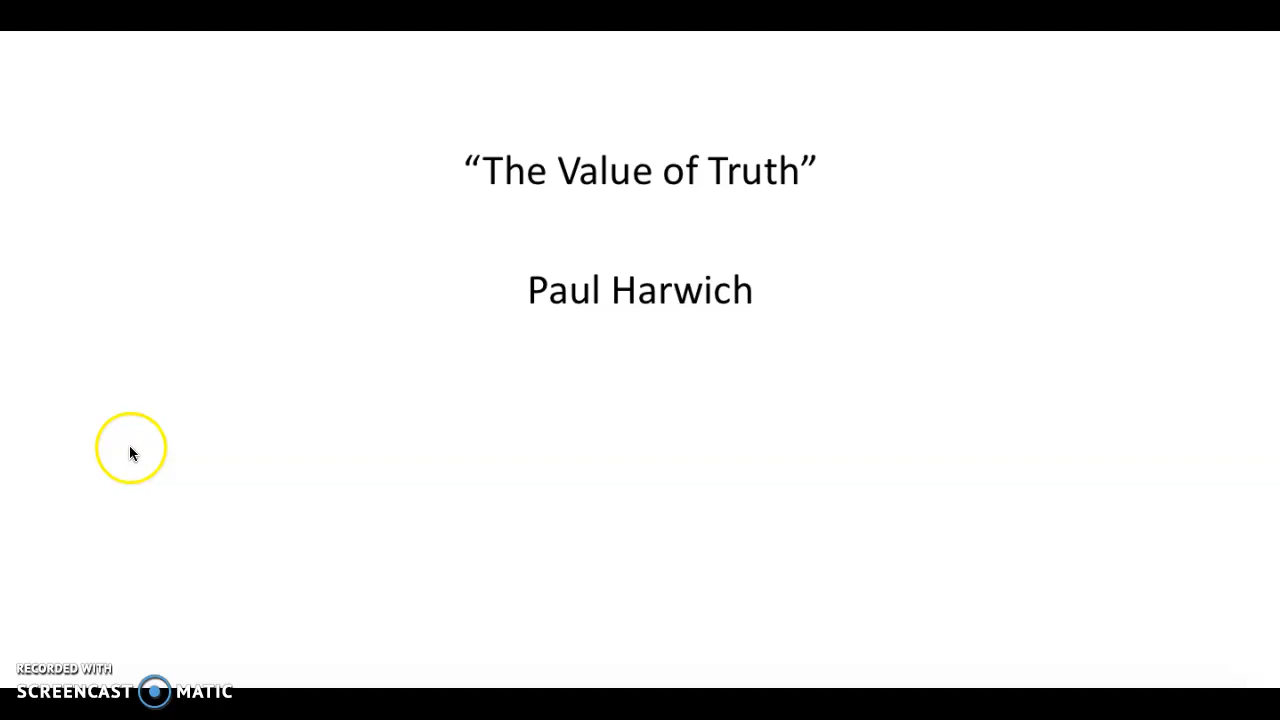 “The Value of Truth”
Paul Harwich
RECORDED WITH
SCREENCAST MATIC